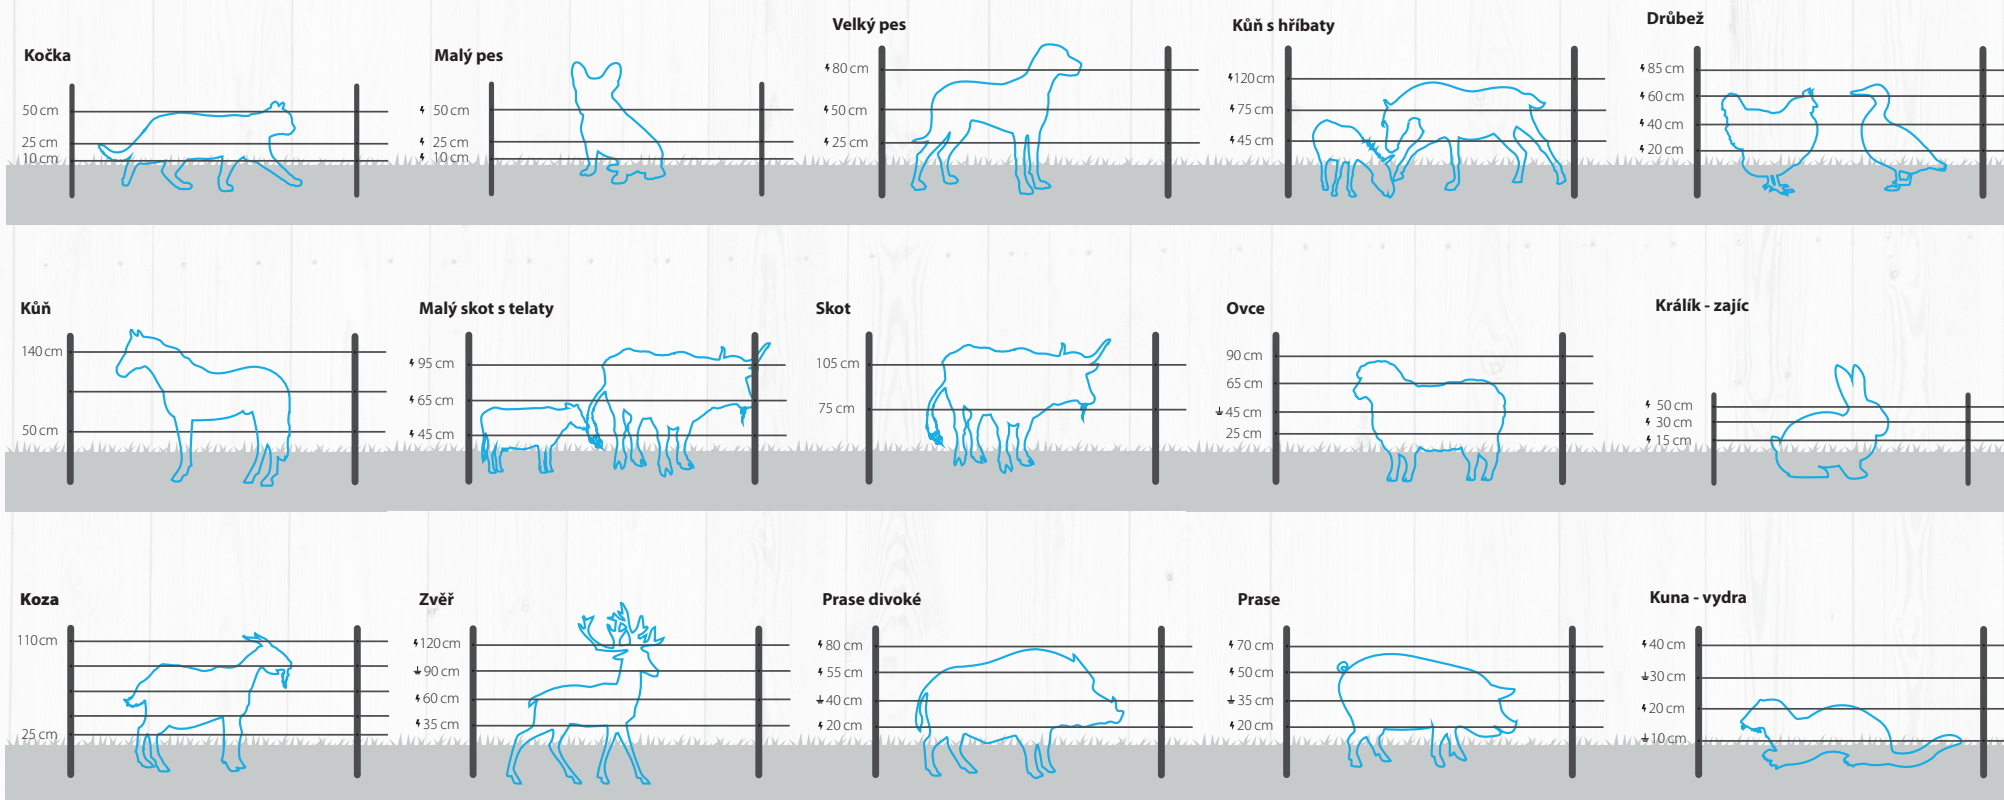 Kočka
50 cm
25 cm
10 cm
Malý pes
50 cm
25 cm
10 cm
Velký pes
80 cm
50 cm
25 cm
Kůň s hříbaty
120 cm
75 cm
45 cm
Drůbež
85 cm
60 cm
40 cm
20 cm
Kůň
140 cm
50 cm
Malý skot s telaty
95 cm
65 cm
45 cm
Skot
105 cm
75 cm
Ovce
90 cm
65 cm
45 cm
25 cm
Králík - zajíc
50 cm
30 cm
15 cm
Koza
110 cm
25 cm
Zvěř
120 cm
90 cm
60 cm
35 cm
Prase divoké
80 cm
55 cm
40 cm
20 cm
Prase
70 cm
50 cm
35 cm
20 cm
Kuna - vydra
40 cm
30 cm
20 cm
10 cm